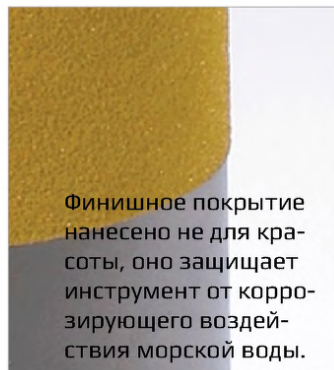 Финишное покрытие
нанесено не для кра-
соты, оно защищает
инструмент от корро-
зирующего воздей-
ствия морской воды.